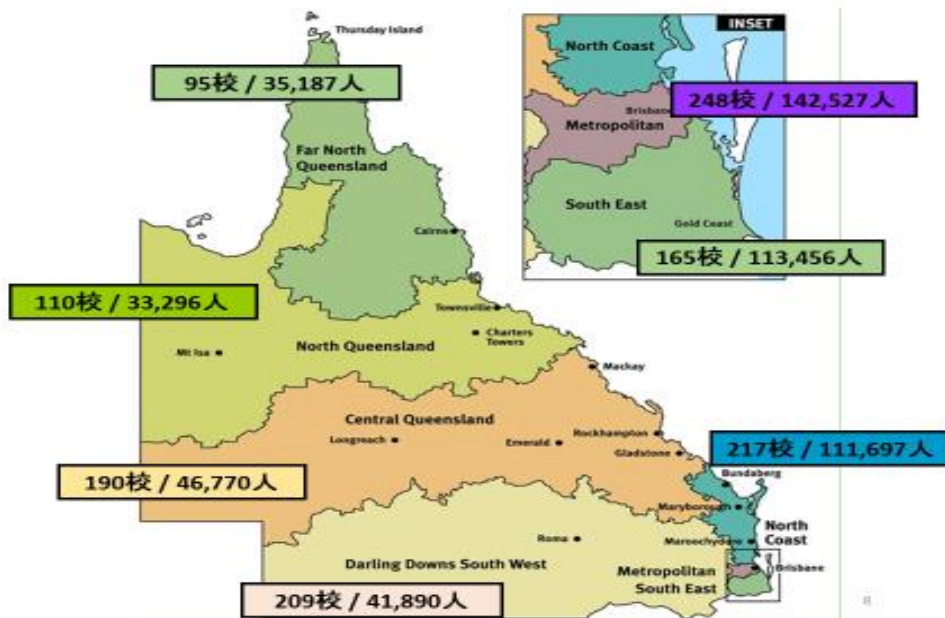 Thursday Island
95校 / 35,187人
Far North
Queensland
Cairns
110校 / 33,296人
Townsville
Charters
Towers
North Queensland
Mt Isa
Mackay
Central Queensland
Longreach
Emerald
Rockhampton
Gladstone
190校 / 46,770人
217校 / 111,697人
Bundaberg
Maryborough
North
Coast
Maroochydore
Roma
Darling Downs South West
Metropolitan
South East
Brisbane
209校 / 41,890人
INSET
North Coast
Brisbane
248校 / 142,527人
Metropolitan
South East
Gold Coast
165校 / 113,456人